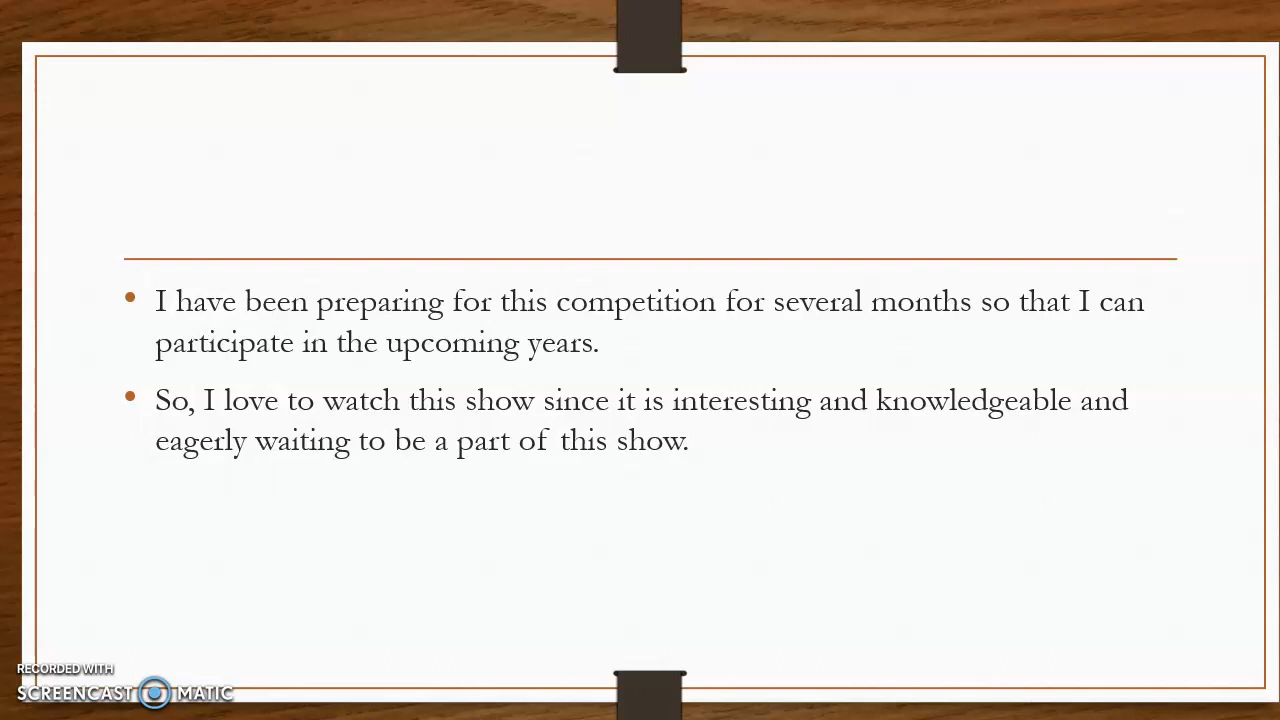 • I have been preparing for this competition for several months so that I can
participate in the upcoming years.
• So, I love to watch this show since it is interesting and knowledgeable and
eagerly waiting to be a part of this show.
RECORDED WITH
SCREENCAST MATIC